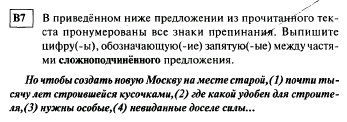 В7 В приведённом ниже предложении из прочитанного тек-
ста пронумерованы все знаки препинания. Выпишите
цифру(-ы), обозначающую(-ие) запятую(-ые) между частя-
ми сложноподчинённого предложения.
Но чтобы создать новую Москву на месте старой,(1) почти ты-
сячу лет строившейся кусочками,(2) где какой удобен для строите-
ля,(3) нужны особые,(4) невиданные доселе силы...